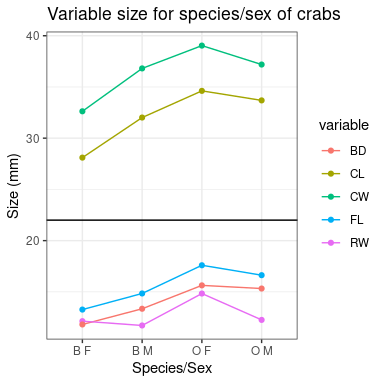 Variable size for species/sex of crabs
40
30
20
Size (mm)
B F
B M
O F
O M
Species/Sex
variable
BD
CL
CW
FL
RW